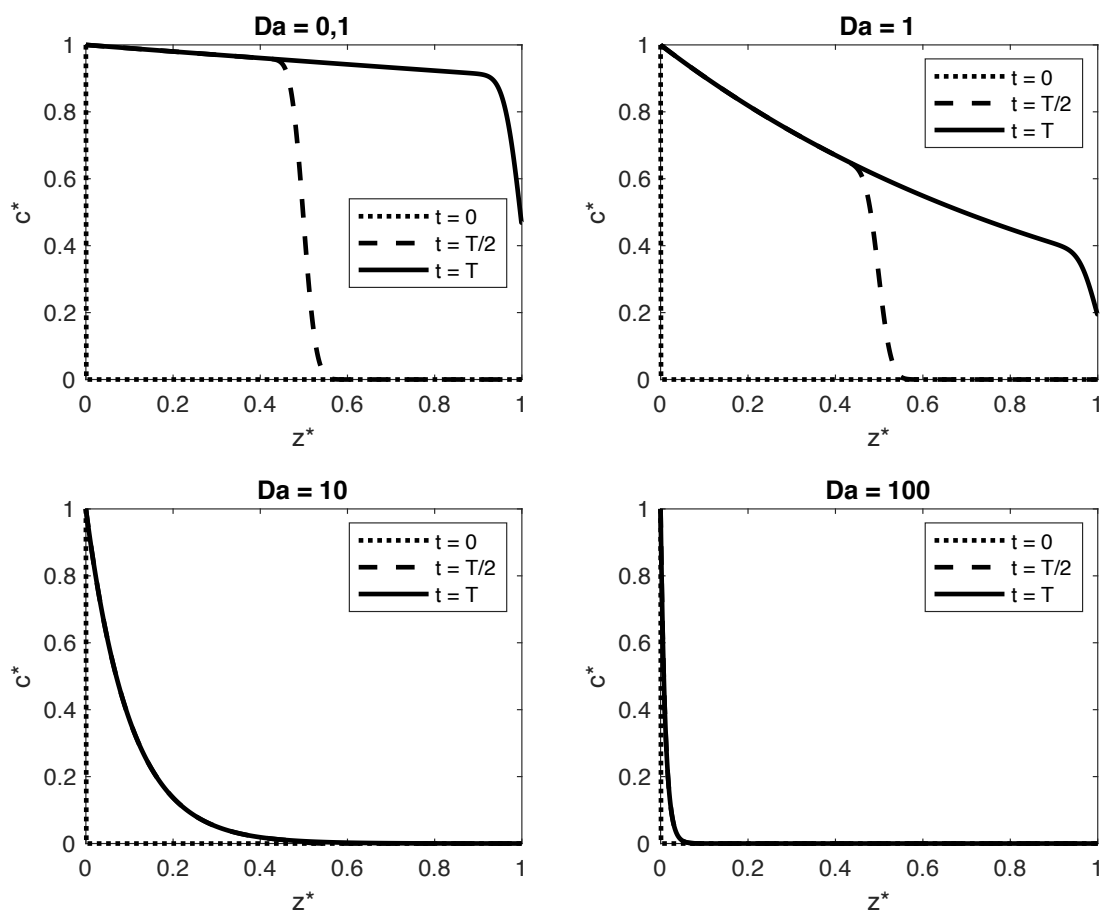 Da = 0,1
1
0.8
0.6
0.4
0.2
0
c*
0 0.2 0.4 0.6 0.8 1
z*
t = 0
t = T/2
t = T
Da = 1
1
0.8
0.6
0.4
0.2
0
c*
0 0.2 0.4 0.6 0.8 1
z*
t = 0
t = T/2
t = T
Da = 10
1
0.8
0.6
0.4
0.2
0
c*
0 0.2 0.4 0.6 0.8 1
z*
t = 0
t = T/2
t = T
Da = 100
1
0.8
0.6
0.4
0.2
0
c*
0 0.2 0.4 0.6 0.8 1
z*
t = 0
t = T/2
t = T